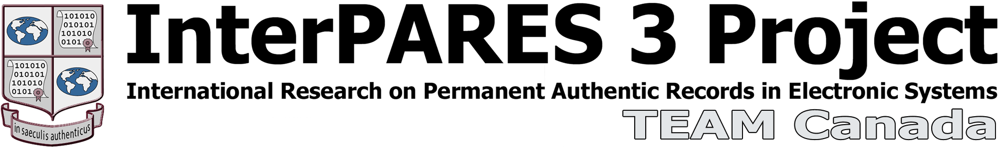 101010
010101
101010
0101
101010
010101
101010
0101
in saeculis authenticus
InterPARES 3 Project
International Research on Permanent Authentic Records in Electronic Systems
TEAM Canada